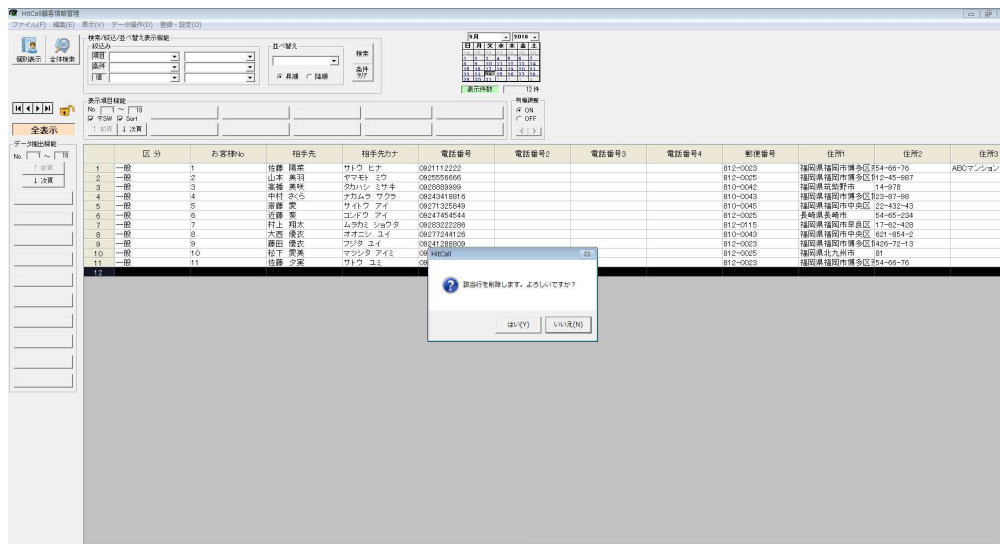 HitCall顧客情報管理
ファイル(F) 編集(E) 表示(V) データ操作(D) 登録・設定(O)
個別表示 全体検索
検索/絞込/並べ替え表示機能
絞込み
項目
条件
値
並べ替え
昇順 降順
検索
条件クリア
5月 2016
日 月 火 水 木 金 土
表示件数 12 件
全表示
表示項目機能
No. 1 ～ 10
Sort
↑ 前頁 ↓ 次頁
列幅調整
ON
OFF
< >
データ抽出機能
No. 1 ～ 10
↑ 前頁
↓ 次頁
区 分 お客様No 相手先 相手先カナ 電話番号 電話番号2 電話番号3 電話番号4 郵便番号 住所1 住所2 住所3
1 一般 1 佐藤 陽菜 サトウ ヒナ 0921112222 812-0023 福岡県福岡市博多区 54-66-76 ABCマンション
2 一般 2 山本 美羽 ヤマモト ミウ 0925556666 812-0025 福岡県福岡市博多区 112-45-987
3 一般 3 高橋 美咲 タカハシ ミサキ 0928889999 810-0042 福岡県筑紫野市 14-978
4 一般 4 中村 さくら ナカムラ サクラ 09243418816 810-0043 福岡県福岡市博多区 123-87-98
5 一般 5 斎藤 愛 サイトウ アイ 09271325849 810-0045 福岡県福岡市中央区 22-432-43
6 一般 6 近藤 葵 コンドウ アイ 09247454544 812-0025 長崎県長崎市 54-65-234
7 一般 7 村上 翔太 ムラカミ ショウタ 09283222286 812-0115 福岡県福岡市早良区 17-62-428
8 一般 8 大西 優衣 オオニシ ユイ 09277244126 810-0043 福岡県福岡市中央区 621-854-2
9 一般 9 藤田 優衣 フジタ ユイ 09241288809 812-0023 福岡県福岡市博多区 1426-72-13
10 一般 10 松下 愛美 マツシタ アイミ 09 812-0025 福岡県北九州市 81
11 一般 11 佐藤 夕実 サトウ ユミ 09 812-0023 福岡県福岡市博多区 54-66-76
12
HitCall
該当行を削除します。よろしいですか？
はい(Y) いいえ(N)